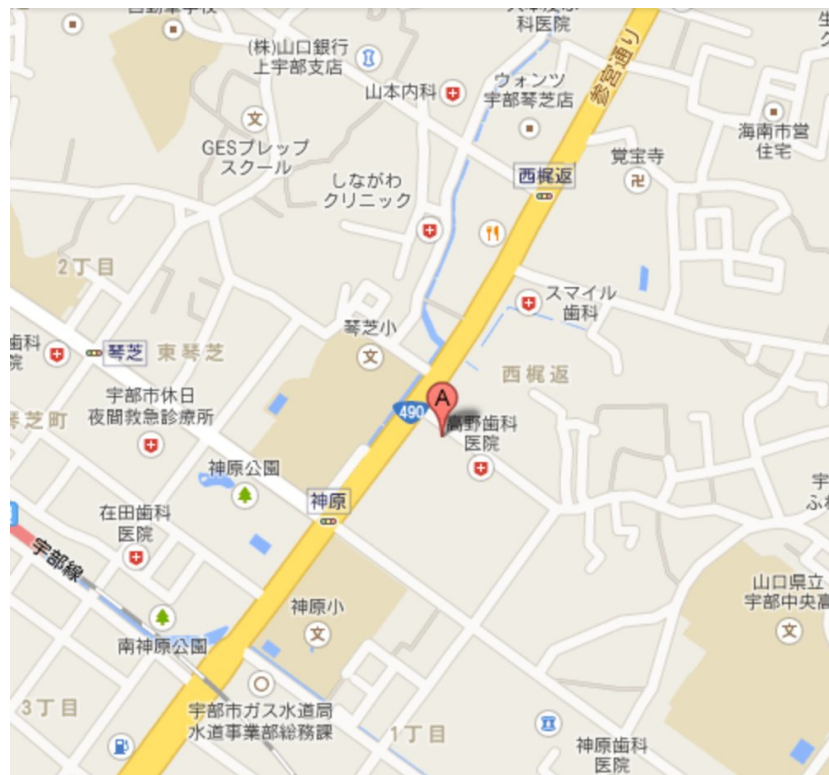 (株)山口銀行
上宇部支店
科医院
山本内科
ウォンツ
宇部琴芝店
参宮通り
海南市営
住宅
GESプレップ
スクール
覚宝寺
しながわ
クリニック
西梶返
2丁目
スマイル
歯科
琴芝小
歯科
琴芝
東琴芝
西梶返
宇部市休日
夜間救急診療所
490
A
高野歯科
医院
琴芝町
神原公園
神原
在田歯科
医院
宇部線
山口県立
宇部中央高
神原小
南神原公園
3丁目
宇部市ガス水道局
水道事業部総務課
1丁目
神原歯科
医院